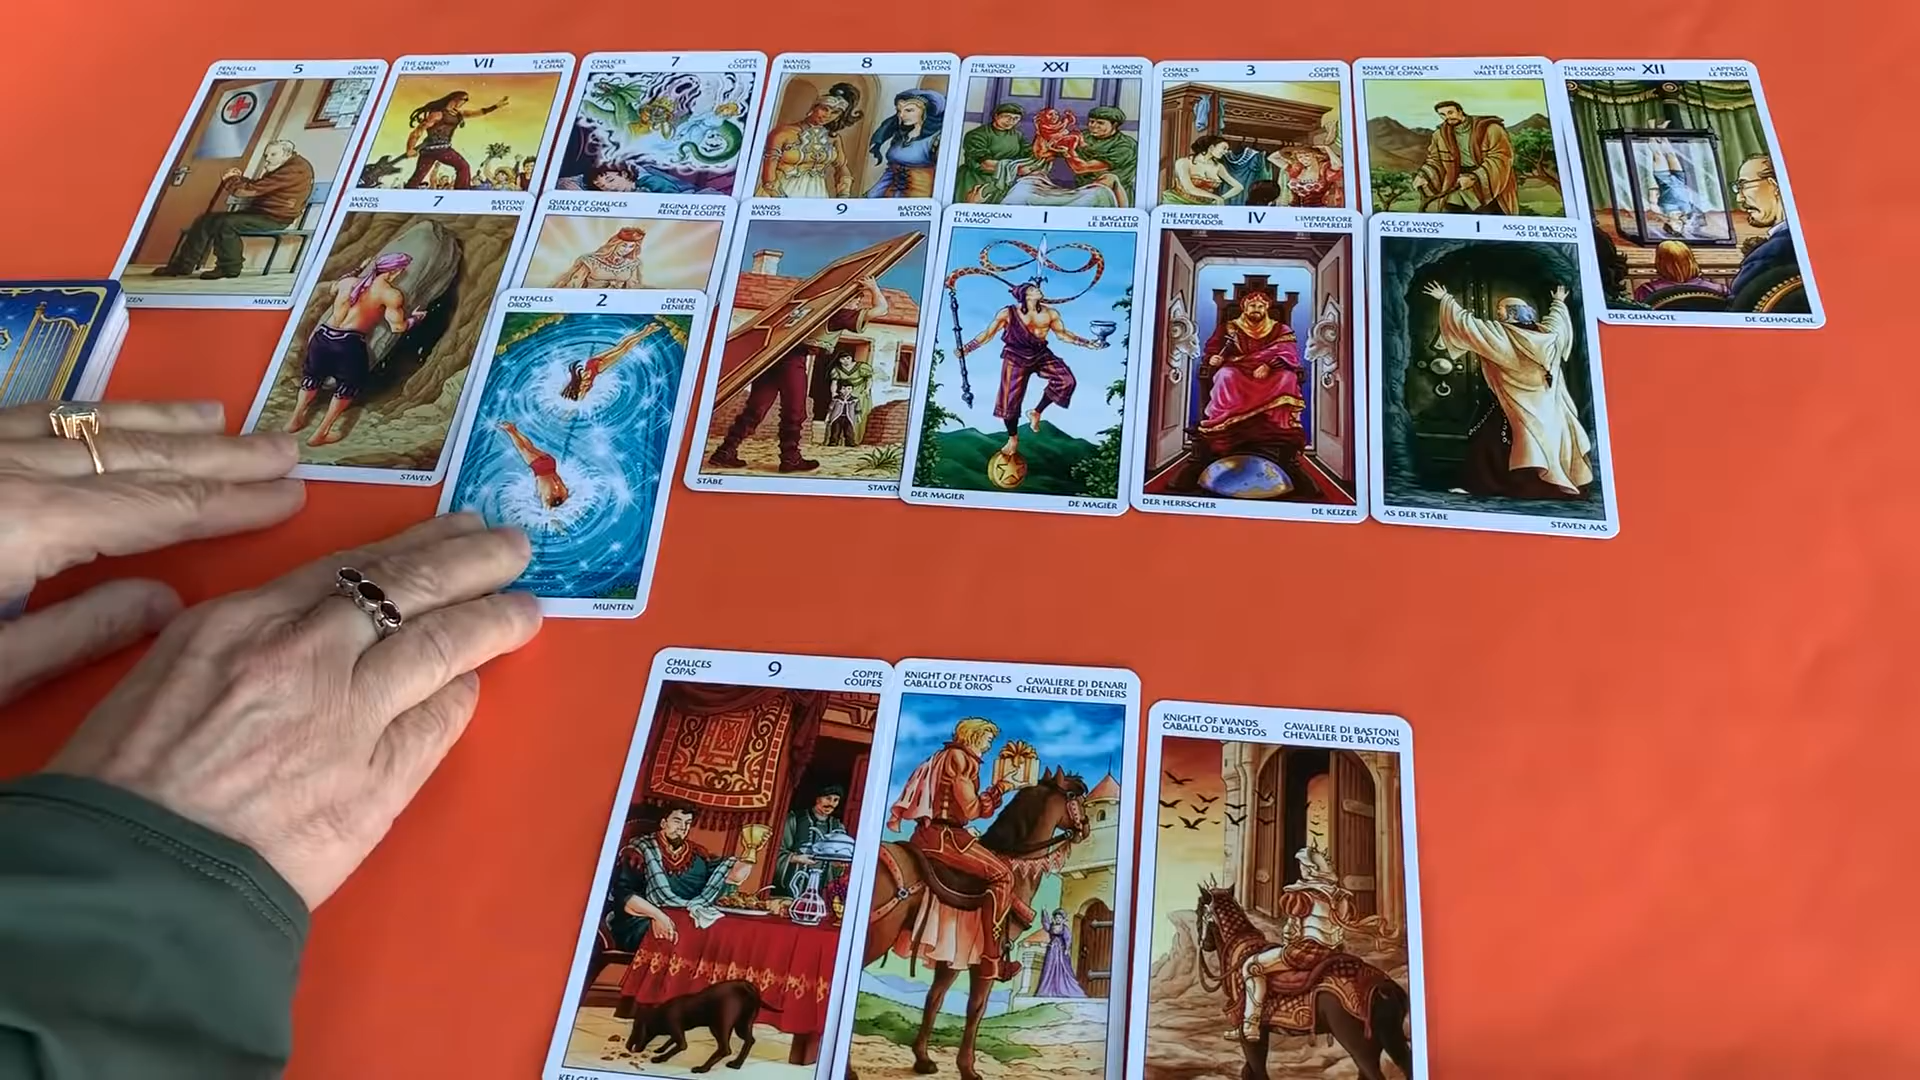 PENTACLES 5 DENARI
OROS DENIERS
MUNTEN
THE CHARIOT VII IL CARRO
EL CARRO LE CHAR
CHALICES 7 COPPE
COPAS COUPES
WANDS 8 BASTONI
BASTOS BÂTONS
THE WORLD XXI IL MONDO
EL MUNDO LE MONDE
CHALICES 3 COPPE
COPAS COUPES
KNAVE OF CHALICES FANTE DI COPPE
SOTA DE COPAS VALET DE COUPES
THE HANGED MAN XII L'APPESO
EL COLGADO LE PENDU
DER GEHÄNGTE DE GEHANGENE
WANDS 7 BASTONI
BASTOS BÂTONS
STAVEN
QUEEN OF CHALICES REGINA DI COPPE
REINA DE COPAS REINE DE COUPES
PENTACLES 2 DENARI
OROS DENIERS
MUNTEN
WANDS 9 BASTONI
BASTOS BÂTONS
STÄBE STAVEN
THE MAGICIAN I IL BAGATTO
EL MAGO LE BATELEUR
DER MAGIER DE MAGIËR
THE EMPEROR IV L'IMPERATORE
EL EMPERADOR L'EMPEREUR
DER HERRSCHER DE KEIZER
ACE OF WANDS 1 ASSO DI BASTONI
AS DE BASTOS AS DE BÂTONS
AS DER STÄBE STAVEN AAS
CHALICES 9 COPPE
COPAS COUPES
KNIGHT OF PENTACLES CAVALIERE DI DENARI
CABALLO DE OROS CHEVALIER DE DENIERS
KNIGHT OF WANDS CAVALIERE DI BASTONI
CABALLO DE BASTOS CHEVALIER DE BÂTONS